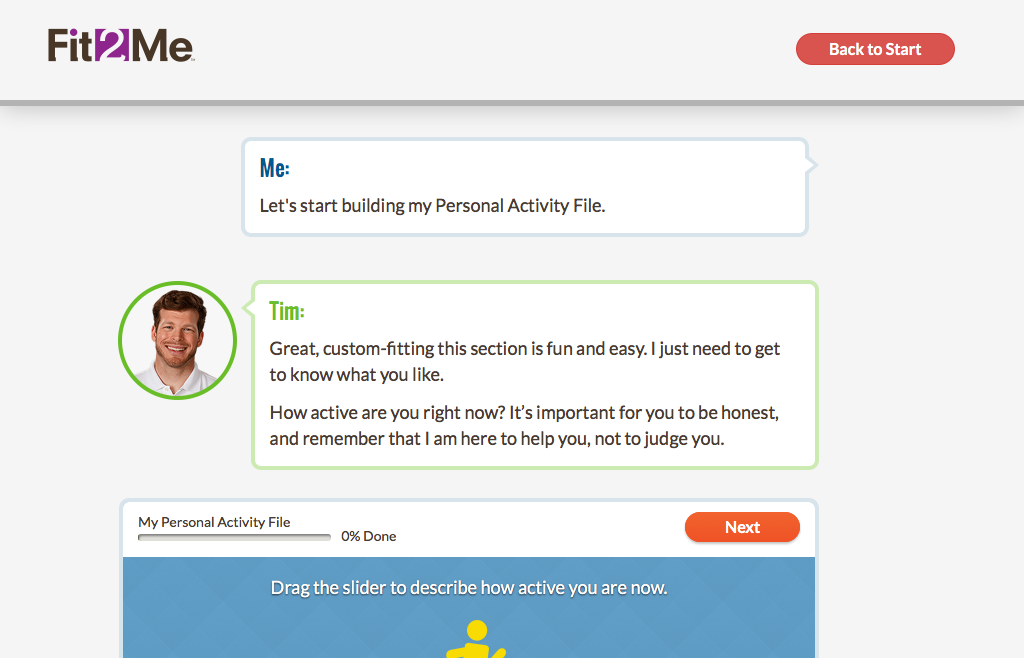 Fit2Me
Back to Start
Me:
Let's start building my Personal Activity File.
Tim:
Great, custom-fitting this section is fun and easy. I just need to get
to know what you like.
How active are you right now? It’s important for you to be honest,
and remember that I am here to help you, not to judge you.
My Personal Activity File
0% Done
Next
Drag the slider to describe how active you are now.